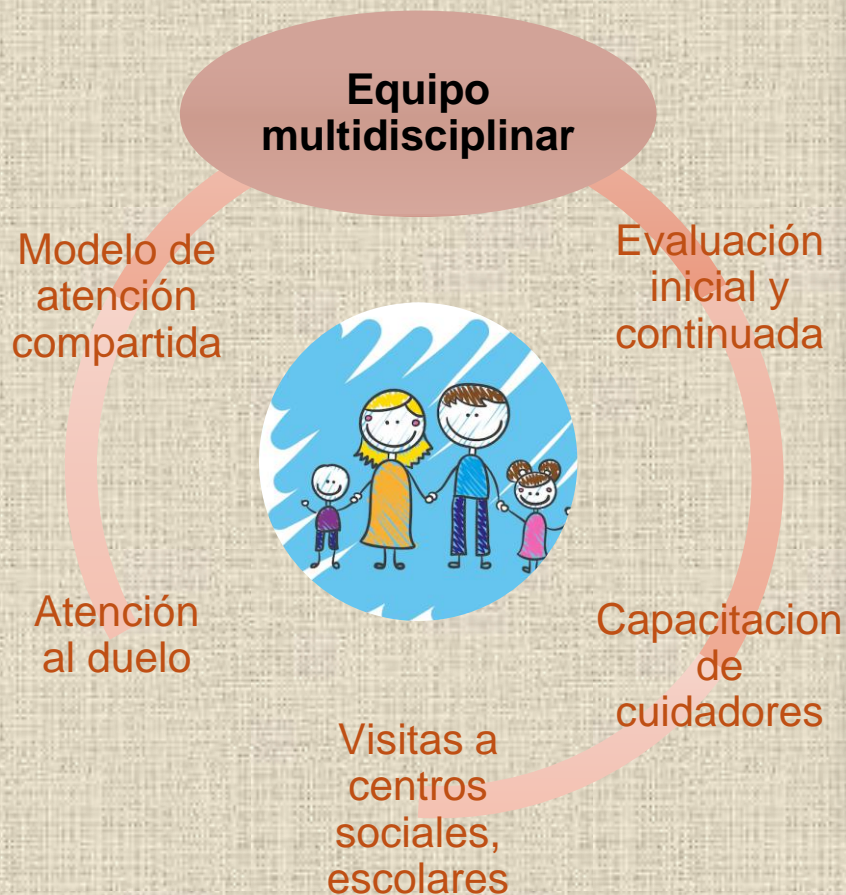 Equipo
multidisciplinar
Evaluación
inicial y
continuada
Capacitacion
de
cuidadores
Visitas a
centros
sociales,
escolares
Atención
al duelo
Modelo de
atención
compartida